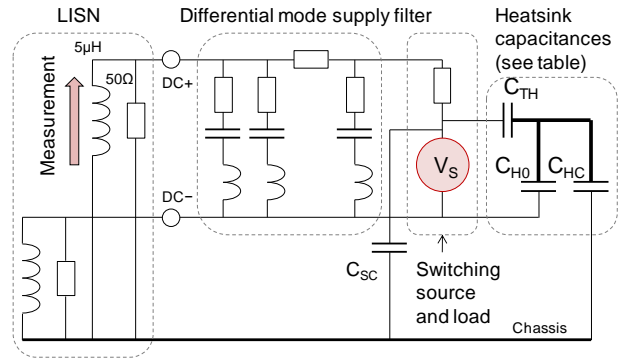 LISN
Differential mode supply filter
Heatsink
capacitances
(see table)
5µH
50Ω
Measurement
DC+
C_TH
V_S
C_H0
C_HC
DC−
C_SC
Switching
source
and load
Chassis